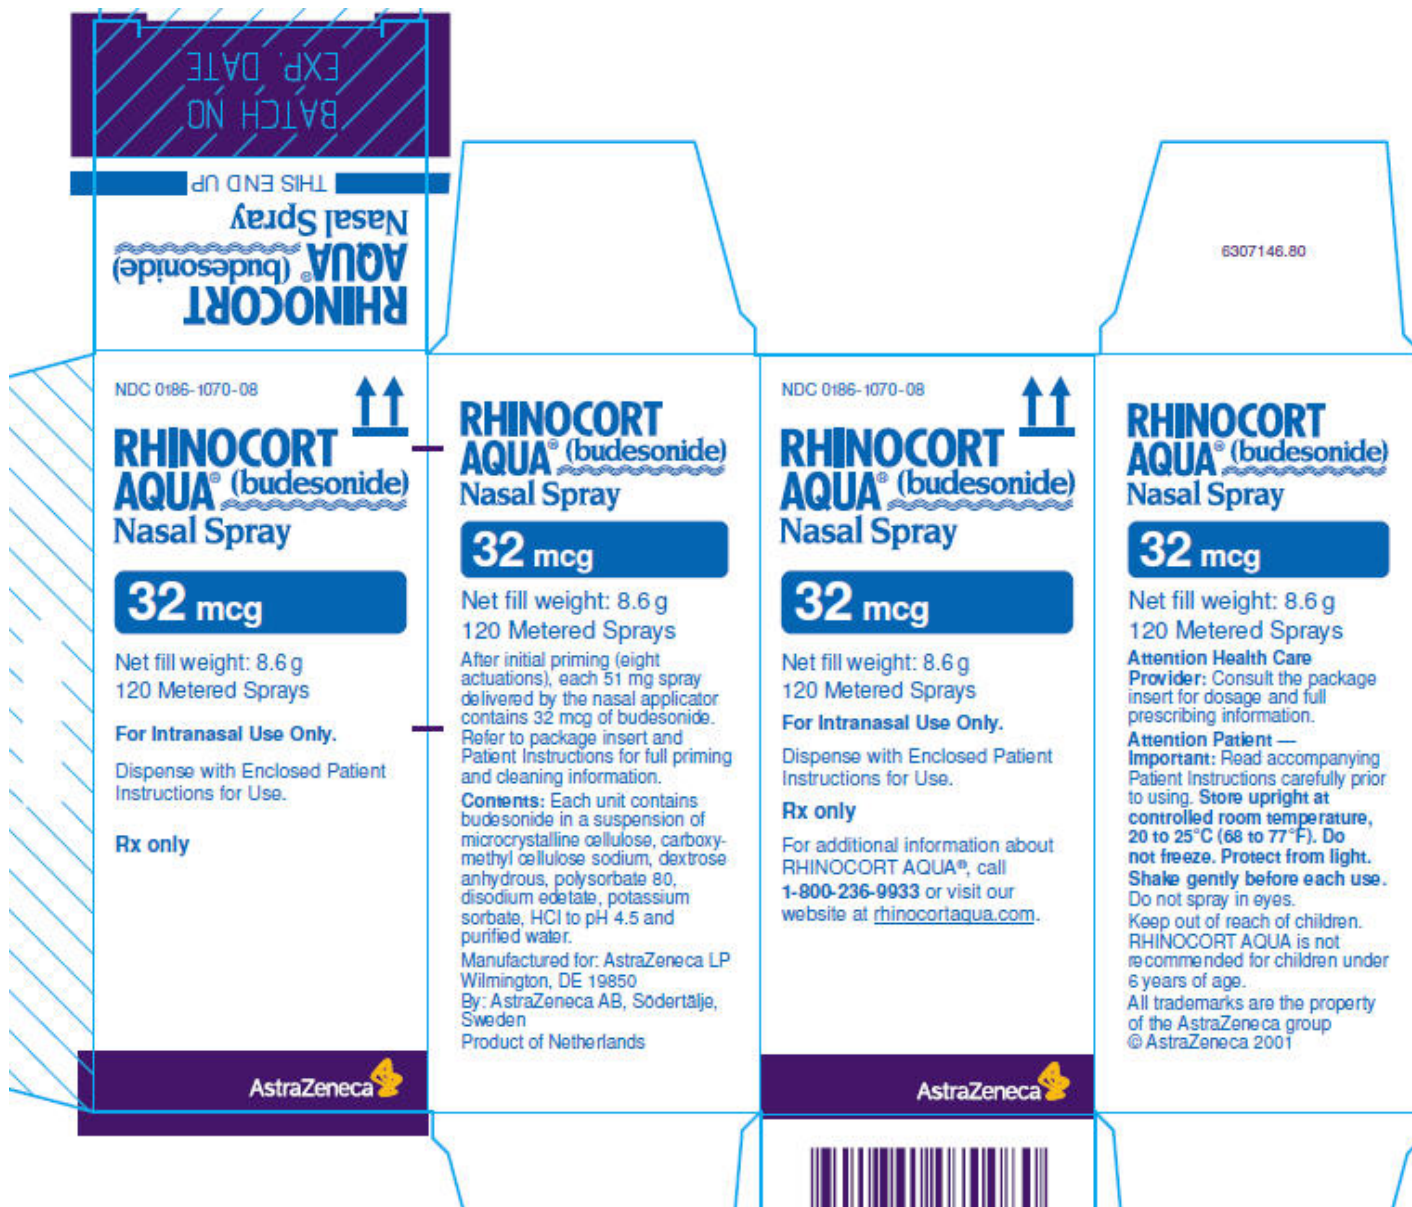 EXP. DATE
BATCH NO
THIS END UP
RHINOCORT
AQUA® (budesonide)
Nasal Spray
6307146.80
NDC 0186-1070-08
RHINOCORT
AQUA® (budesonide)
Nasal Spray
32 mcg
Net fill weight: 8.6 g
120 Metered Sprays
For Intranasal Use Only.
Dispense with Enclosed Patient
Instructions for Use.
Rx only
AstraZeneca
RHINOCORT
AQUA® (budesonide)
Nasal Spray
32 mcg
Net fill weight: 8.6 g
120 Metered Sprays
After initial priming (eight
actuations), each 51 mg spray
delivered by the nasal applicator
contains 32 mcg of budesonide.
Refer to package insert and
Patient Instructions for full priming
and cleaning information.
Contents: Each unit contains
budesonide in a suspension of
microcrystalline cellulose, carboxy-
methyl cellulose sodium, dextrose
anhydrous, polysorbate 80,
disodium edetate, potassium
sorbate, HCl to pH 4.5 and
purified water.
Manufactured for: AstraZeneca LP
Wilmington, DE 19850
By: AstraZeneca AB, Södertälje,
Sweden
Product of Netherlands
NDC 0186-1070-08
RHINOCORT
AQUA® (budesonide)
Nasal Spray
32 mcg
Net fill weight: 8.6 g
120 Metered Sprays
For Intranasal Use Only.
Dispense with Enclosed Patient
Instructions for Use.
Rx only
For additional information about
RHINOCORT AQUA®, call
1-800-236-9933 or visit our
website at rhinocortaqua.com.
AstraZeneca
RHINOCORT
AQUA® (budesonide)
Nasal Spray
32 mcg
Net fill weight: 8.6 g
120 Metered Sprays
Attention Health Care
Provider: Consult the package
insert for dosage and full
prescribing information.
Attention Patient —
Important: Read accompanying
Patient Instructions carefully prior
to using. Store upright at
controlled room temperature,
20 to 25°C (68 to 77°F). Do
not freeze. Protect from light.
Shake gently before each use.
Do not spray in eyes.
Keep out of reach of children.
RHINOCORT AQUA is not
recommended for children under
6 years of age.
All trademarks are the property
of the AstraZeneca group
© AstraZeneca 2001